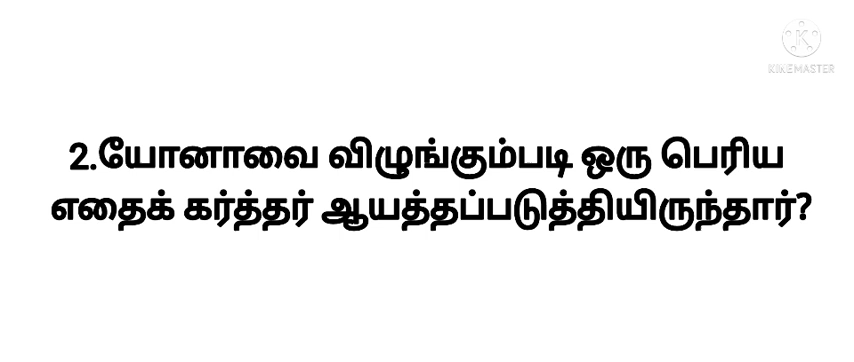 KINEMASTER
2.யோனாவை விழுங்கும்படி ஒரு பெரிய
எதைக் கர்த்தர் ஆயத்தப்படுத்தியிருந்தார்?